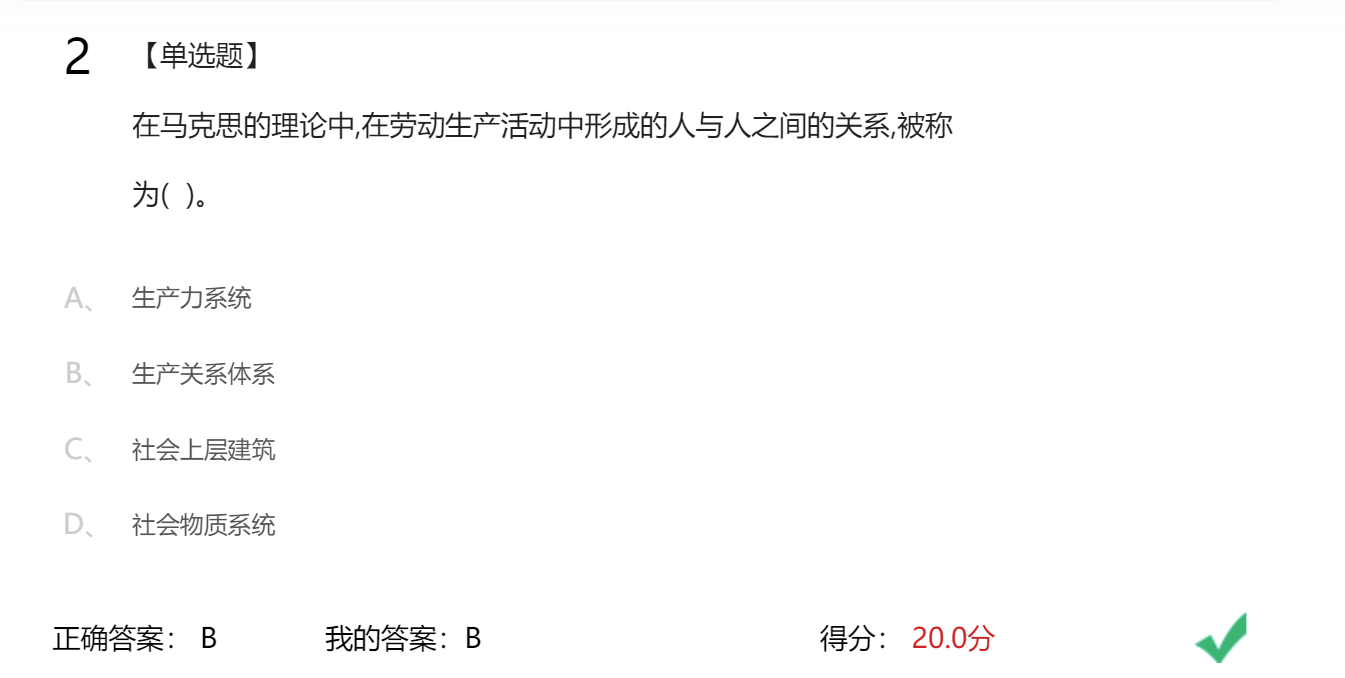 2 【单选题】
在马克思的理论中,在劳动生产活动中形成的人与人之间的关系,被称
为( )。
A、 生产力系统
B、 生产关系体系
C、 社会上层建筑
D、 社会物质系统
正确答案： B 我的答案：B 得分： 20.0分